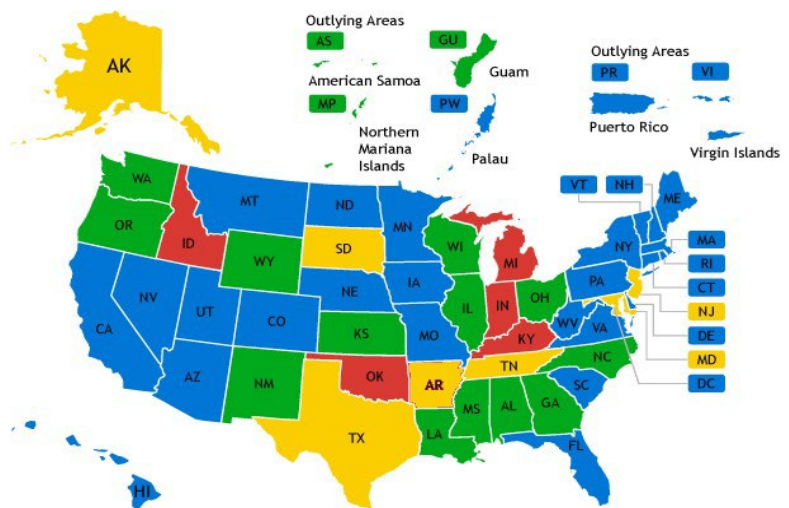 Outlying Areas
AS
GU
American Samoa
Guam
MP
PW
Northern
Mariana
Islands
Palau
Outlying Areas
PR
VI
Puerto Rico
Virgin Islands
AK
WA
OR
ID
MT
ND
MN
WI
MI
SD
WY
NE
IA
IL
IN
OH
PA
NY
VT
NH
ME
MA
RI
CT
NJ
DE
MD
DC
CA
NV
UT
CO
KS
MO
KY
WV
VA
AZ
NM
OK
AR
TN
NC
SC
TX
LA
MS
AL
GA
FL
HI